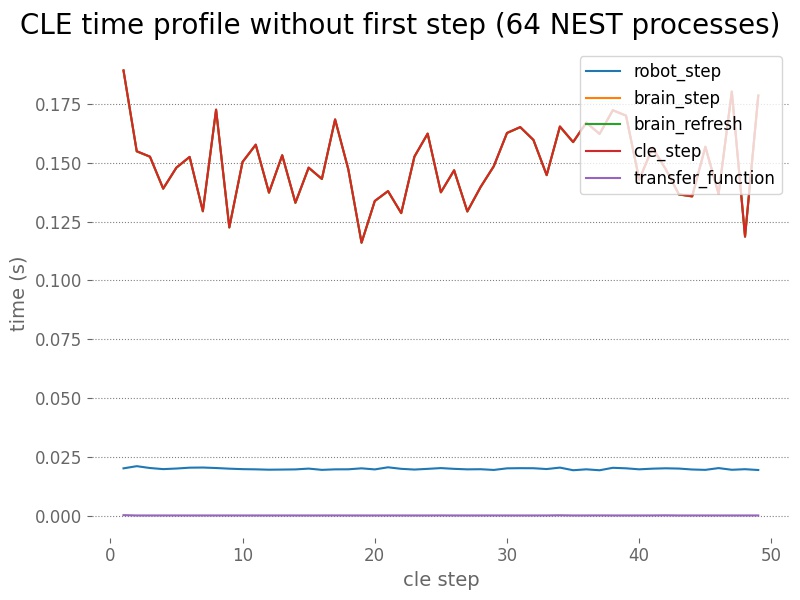 CLE time profile without first step (64 NEST processes)
robot_step
brain_step
brain_refresh
cle_step
transfer_function
0.175
0.150
0.125
0.100
0.075
0.050
0.025
0.000
time (s)
0 10 20 30 40 50
cle step